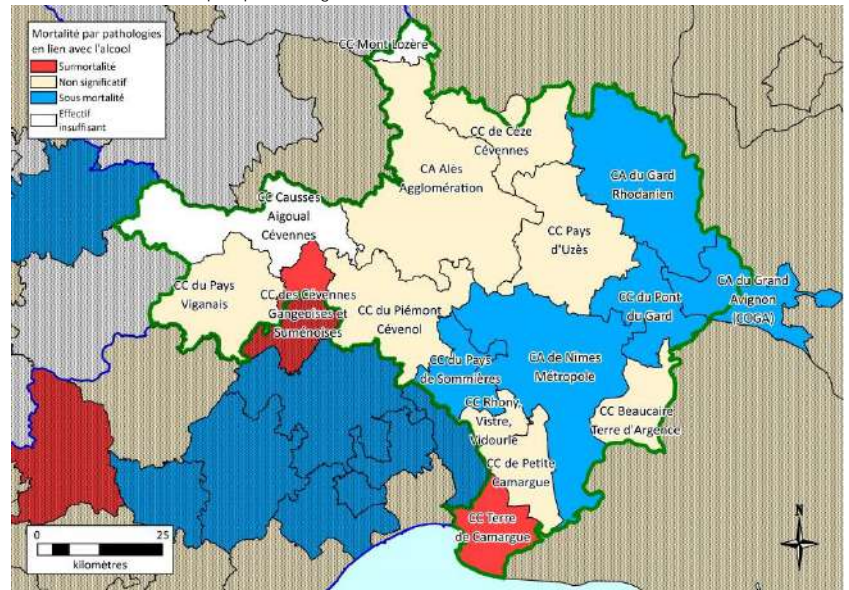 Mortalité par pathologies
en lien avec l'alcool
Surmortalité
Non significatif
Sous mortalité
Effectif
insuffisant
CC Mont Lozère
CC de Cèze
Cévennes
CA Alès
Agglomération
CA du Gard
Rhodanien
CC Causses
Aigoual
Cévennes
CC Pays
d'Uzès
CC du Pays
Viganais
CC des Cévennes
Gangeoises et
Suménoises
CC du Piémont
Cévenol
CC du Pont
du Gard
CA du Grand
Avignon
(COGA)
CC du Pays
de Sommières
CA de Nîmes
Métropole
CC Rhony,
Vistre,
Vidourle
CC Beaucaire
Terre d'Argence
CC de Petite
Camargue
CC Terre
de Camargue
0 25
kilomètres
N